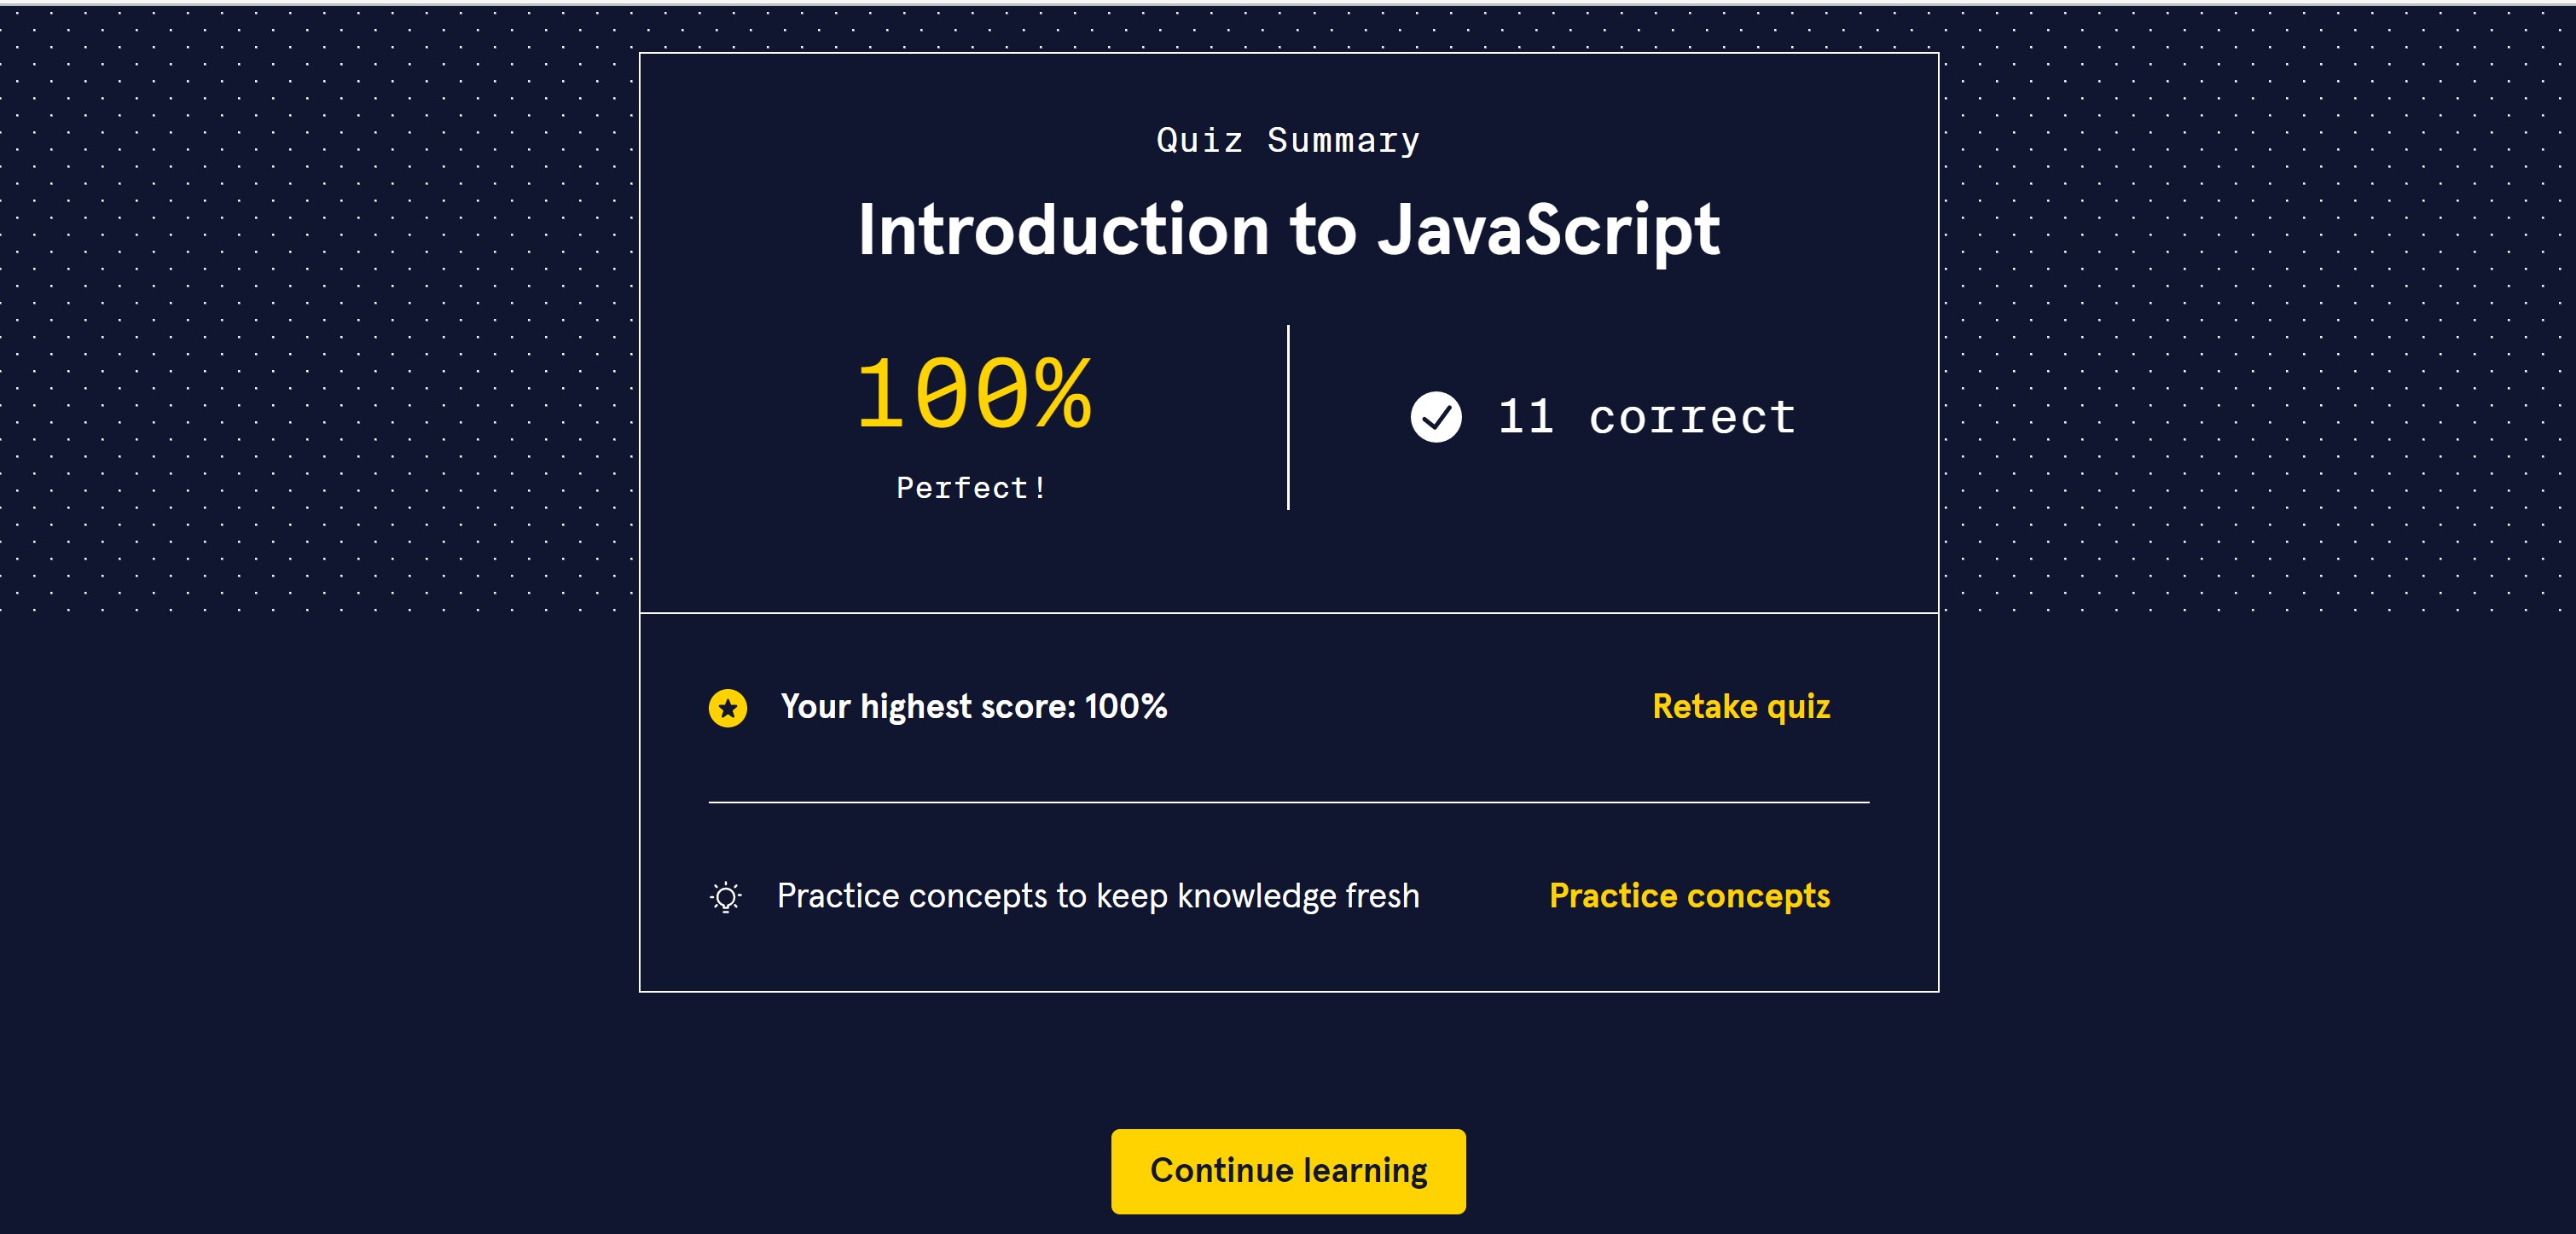 Quiz Summary
Introduction to JavaScript
100%
Perfect!
11 correct
Your highest score: 100%
Retake quiz
Practice concepts to keep knowledge fresh
Practice concepts
Continue learning